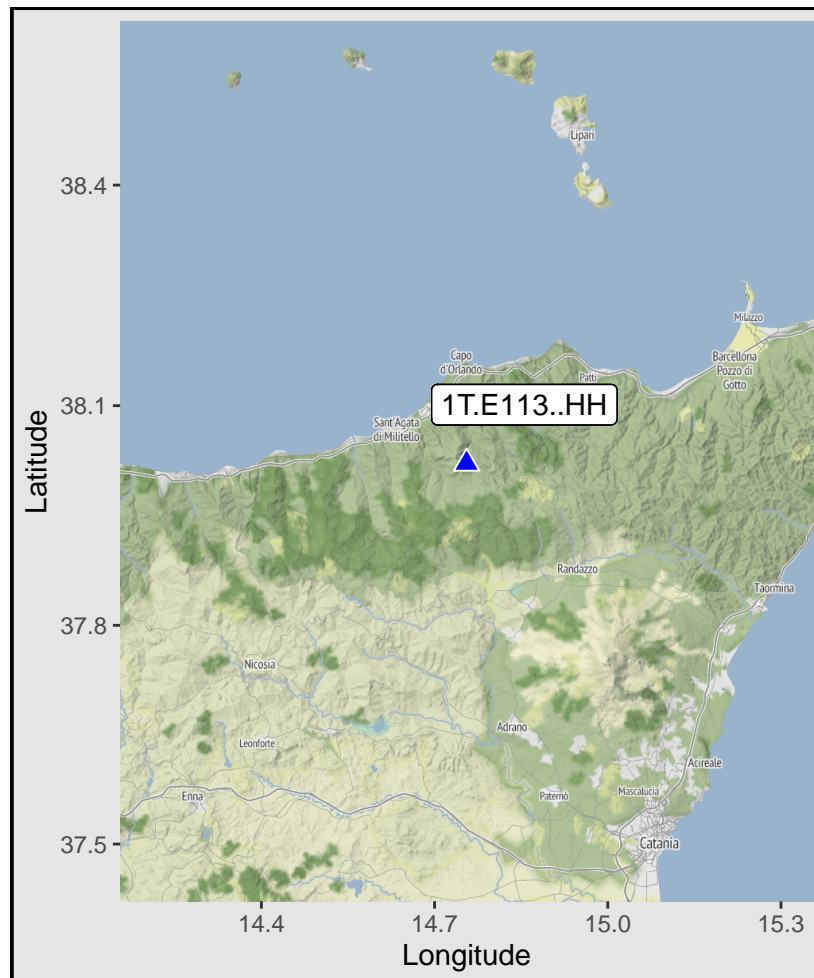 Lipari
38.4
Milazzo
Capo
d'Orlando
Patti
Barcellona
Pozzo di
Gotto
1T.E113..HH
38.1
Sant'Agata
di Militello
Latitude
Randazzo
Taormina
37.8
Nicosia
Adrano
Leonforte
Acireale
Enna
Paternò
Mascalucia
37.5
Catania
14.4
14.7
15.0
15.3
Longitude